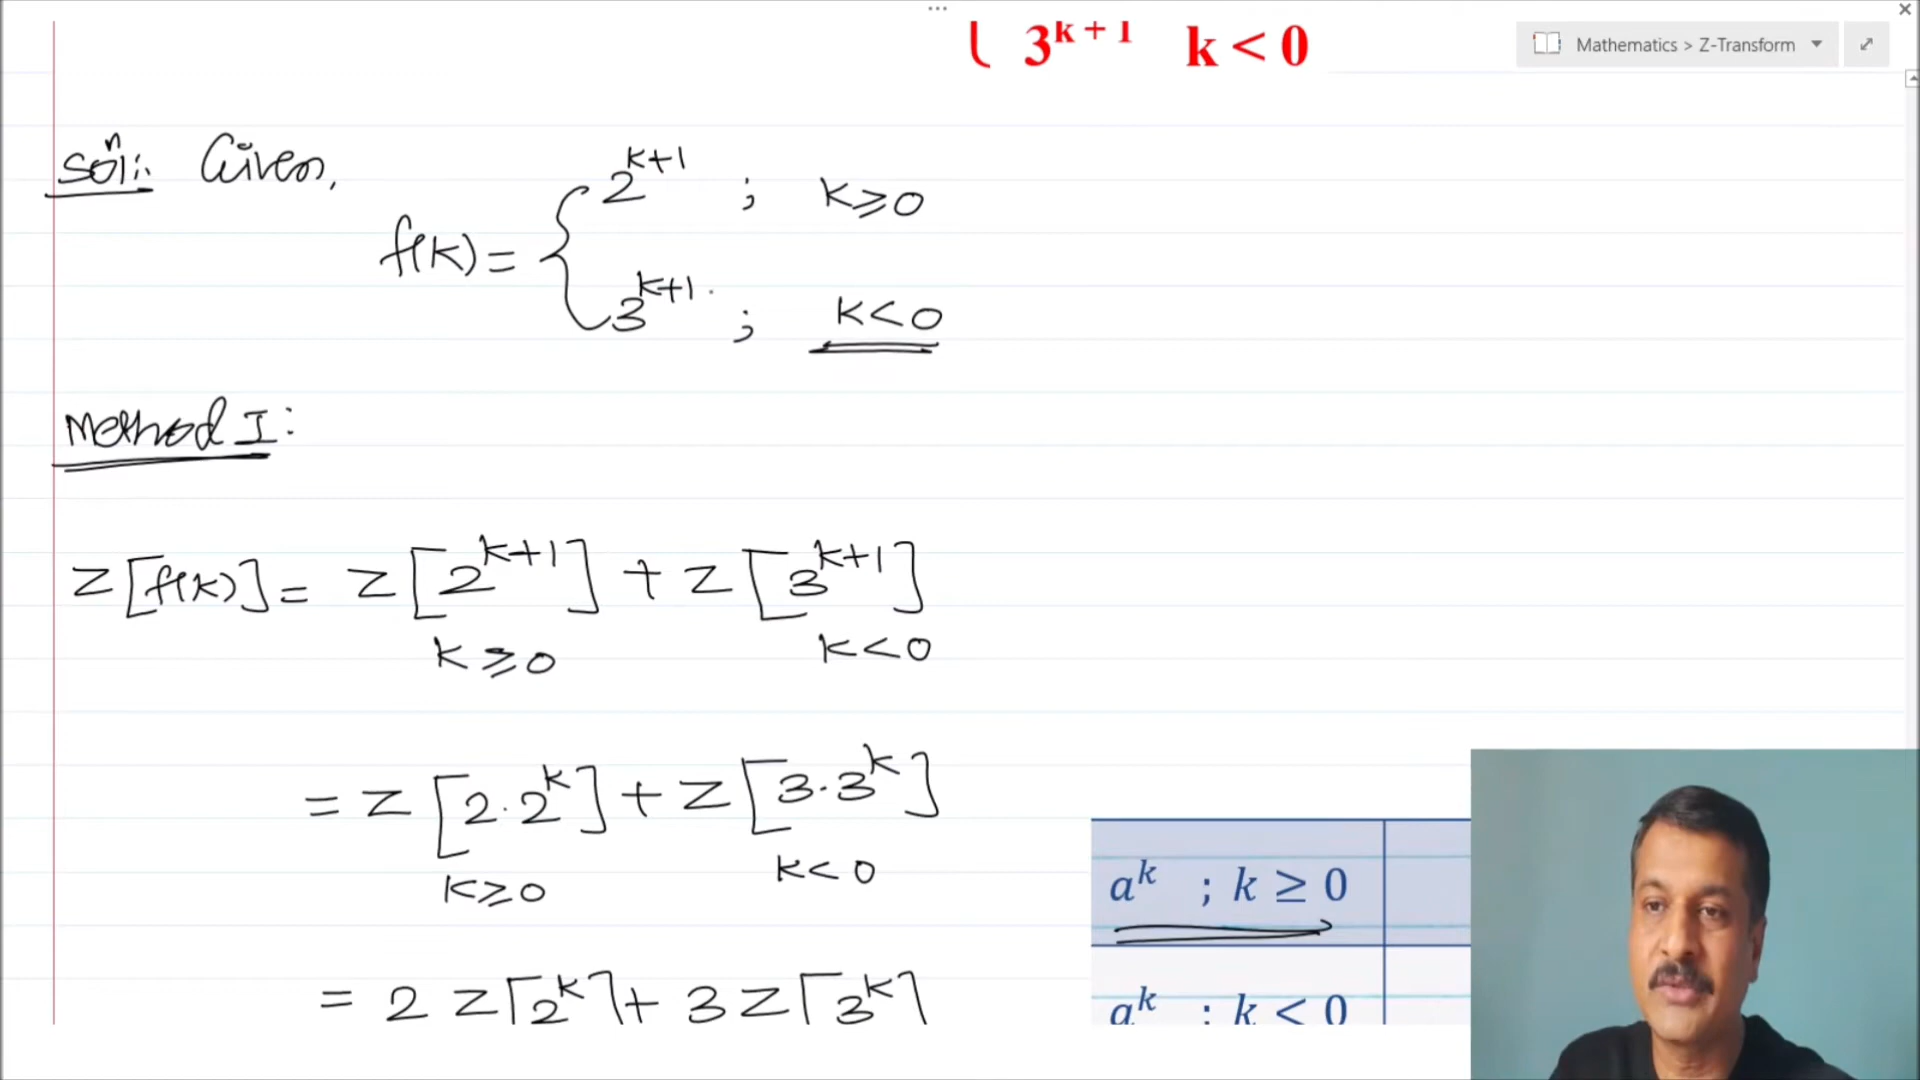 ...
3^{k + 1} k < 0
Mathematics > Z-Transform
Solⁿ: Given,
f(k) = { 2^{k+1} ; k ≥ 0
3^{k+1} ; k < 0
Method I:
Z[f(k)] = Z[2^{k+1}] + Z[3^{k+1}]
k ≥ 0 k < 0
= Z[2·2^k] + Z[3·3^k]
k ≥ 0 k < 0
a^k ; k ≥ 0
= 2 Z[2^k] + 3 Z[3^k]
a^k ; k < 0